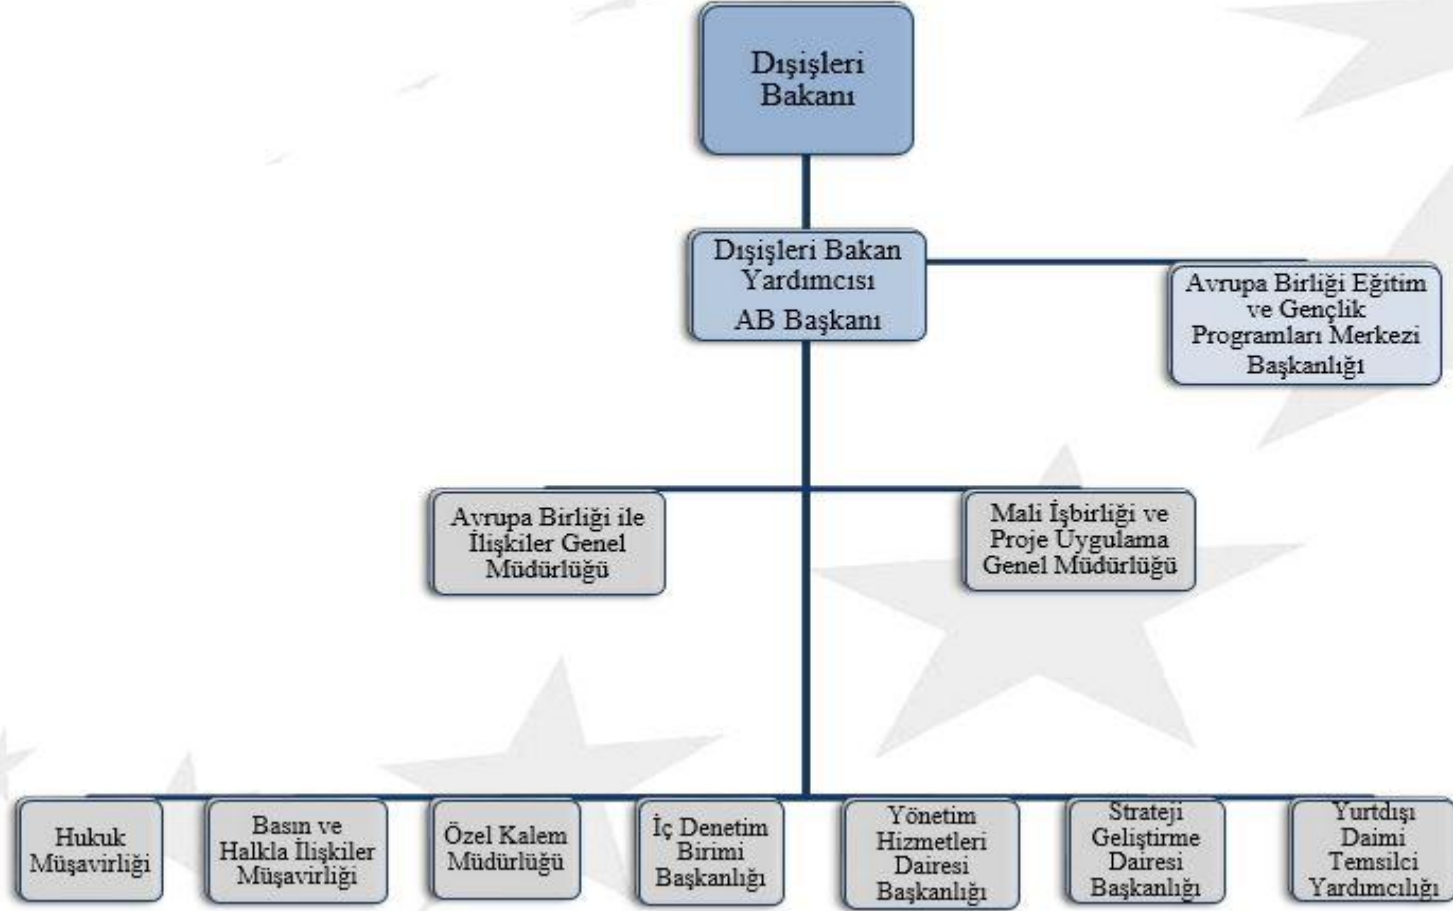 Dışişleri
Bakanı
Dışişleri Bakan
Yardımcısı
AB Başkanı
Avrupa Birliği Eğitim
ve Gençlik
Programları Merkezi
Başkanlığı
Avrupa Birliği ile
İlişkiler Genel
Müdürlüğü
Mali İşbirliği ve
Proje Uygulama
Genel Müdürlüğü
Hukuk
Müşavirliği
Basın ve
Halkla İlişkiler
Müşavirliği
Özel Kalem
Müdürlüğü
İç Denetim
Birimi
Başkanlığı
Yönetim
Hizmetleri
Dairesi
Başkanlığı
Strateji
Geliştirme
Dairesi
Başkanlığı
Yurtdışı
Daimi
Temsilci
Yardımcılığı